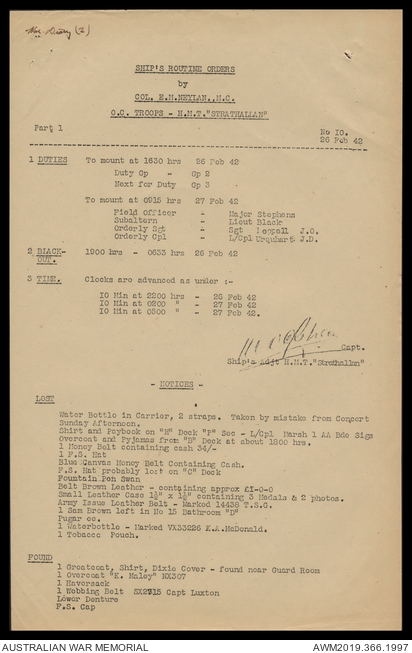 War Diary (2)
SHIP'S ROUTINE ORDERS
by
COL. E.M.NEYLAN.,M.C.
O.C. TROOPS - H.M.T."STRATHALLAN"
Part 1
No 10.
26 Feb 42
1 DUTIES To mount at 1630 hrs 26 Feb 42
Duty Gp - Gp 2
Next for Duty Gp 3
To mount at 0915 hrs 27 Feb 42
Field Officer - Major Stephens
Subaltern - Lieut Black
Orderly Sgt - Sgt Leppell J.O.
Orderly Cpl - L/Cpl Urquhart J.D.
2 BLACK-OUT. 1900 hrs - 0633 hrs 26 Feb 42
3 TIME. Clocks are advanced as under :-
10 Min at 2200 hrs - 26 Feb 42
10 Min at 0200 " - 27 Feb 42
10 Min at 0300 " - 27 Feb 42.
Capt.
Ship's Adjt H.M.T."Strathallan"
- NOTICES -
LOST
Water Bottle in Carrier, 2 straps. Taken by mistake from Concert
Sunday Afternoon.
Shirt and Paybook on "H" Deck "P" Sec - L/Cpl Marsh 1 AA Bde Sigs
Overcoat and Pyjamas from "B" Deck at about 1800 hrs.
1 Money Belt containing cash 34/-
1 F.S. Hat
Blue Canvas Money Belt Containing Cash.
F.S. Hat probably lost on "C" Deck
Fountain Pen Swan
Belt Brown Leather - containing approx £1-0-0
Small Leather Case 1½" x 1½" containing 3 Medals & 2 photos.
Army Issue Leather Belt - Marked 14438 T.S.G.
1 Sam Brown left in No 15 Bathroom "D"
Pugar ee.
1 Waterbottle - Marked VX33226 K.A.McDonald.
1 Tobacco Pouch.
FOUND
1 Greatcoat, Shirt, Dixie Cover - found near Guard Room
1 Overcoat "K. Maley" NX307
1 Haversack
1 Webbing Belt SX2715 Capt Luxton
Lower Denture
F.S. Cap
AUSTRALIAN WAR MEMORIAL
AWM2019.366.1997